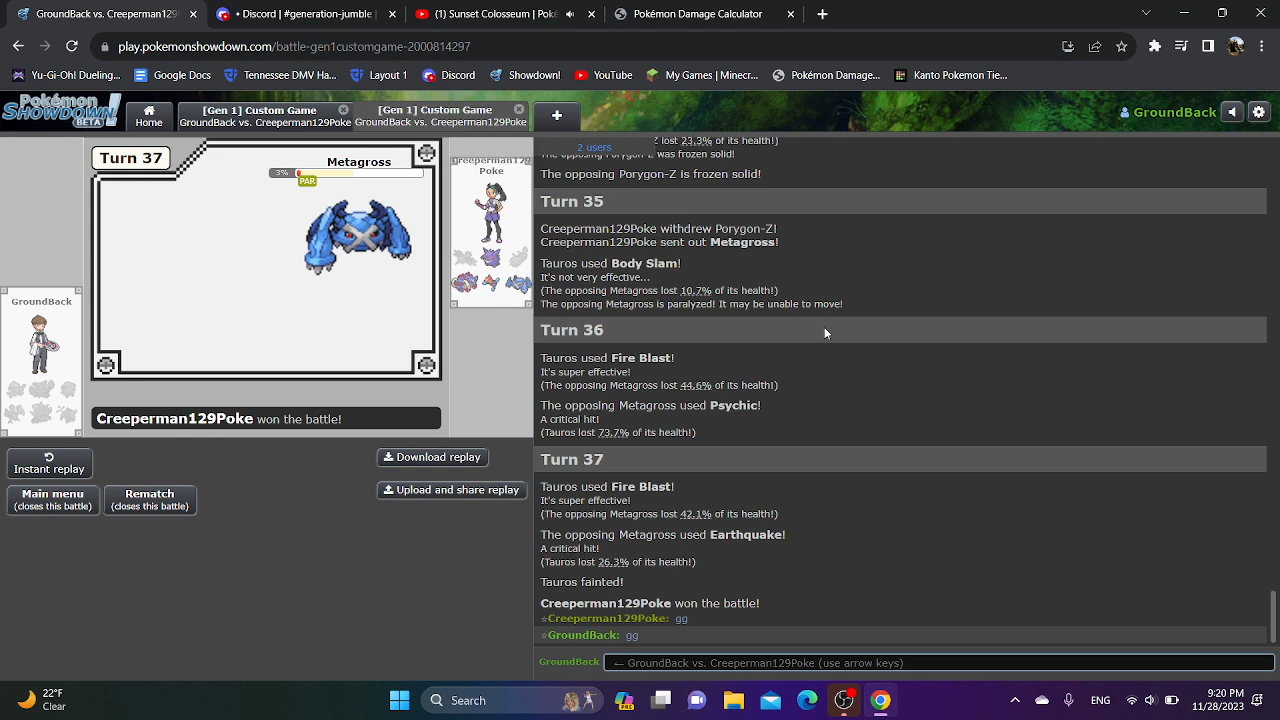 GroundBack vs. Creeperman129
• Discord | #generation-jumble |
(1) Sunset Colosseum | Poké
Pokémon Damage Calculator
play.pokemonshowdown.com/battle-gen1customgame-2000814297
Yu-Gi-Oh! Dueling...
Google Docs
Tennessee DMV Ha...
Layout 1
Discord
Showdown!
YouTube
My Games | Minecr...
Pokémon Damage...
Kanto Pokemon Tie...
Pokémon
SHOWDOWN!
BETA
Home
[Gen 1] Custom Game
GroundBack vs. Creeperman129Poke
[Gen 1] Custom Game
GroundBack vs. Creeperman129Poke
GroundBack
Turn 37
Metagross
3%
PAR
Creeperman129
Poke
GroundBack
Creeperman129Poke won the battle!
Instant replay
Download replay
Main menu
(closes this battle)
Rematch
(closes this battle)
Upload and share replay
2 users
lost 23.3% of its health!)
The opposing Porygon-Z was frozen solid!
The opposing Porygon-Z is frozen solid!
Turn 35
Creeperman129Poke withdrew Porygon-Z!
Creeperman129Poke sent out Metagross!
Tauros used Body Slam!
It's not very effective...
(The opposing Metagross lost 10.7% of its health!)
The opposing Metagross is paralyzed! It may be unable to move!
Turn 36
Tauros used Fire Blast!
It's super effective!
(The opposing Metagross lost 44.6% of its health!)
The opposing Metagross used Psychic!
A critical hit!
(Tauros lost 73.7% of its health!)
Turn 37
Tauros used Fire Blast!
It's super effective!
(The opposing Metagross lost 42.1% of its health!)
The opposing Metagross used Earthquake!
A critical hit!
(Tauros lost 26.3% of its health!)
Tauros fainted!
Creeperman129Poke won the battle!
☆Creeperman129Poke: gg
☆GroundBack: gg
GroundBack
← GroundBack vs. Creeperman129Poke (use arrow keys)
22°F
Clear
Search
ENG
9:20 PM
11/28/2023